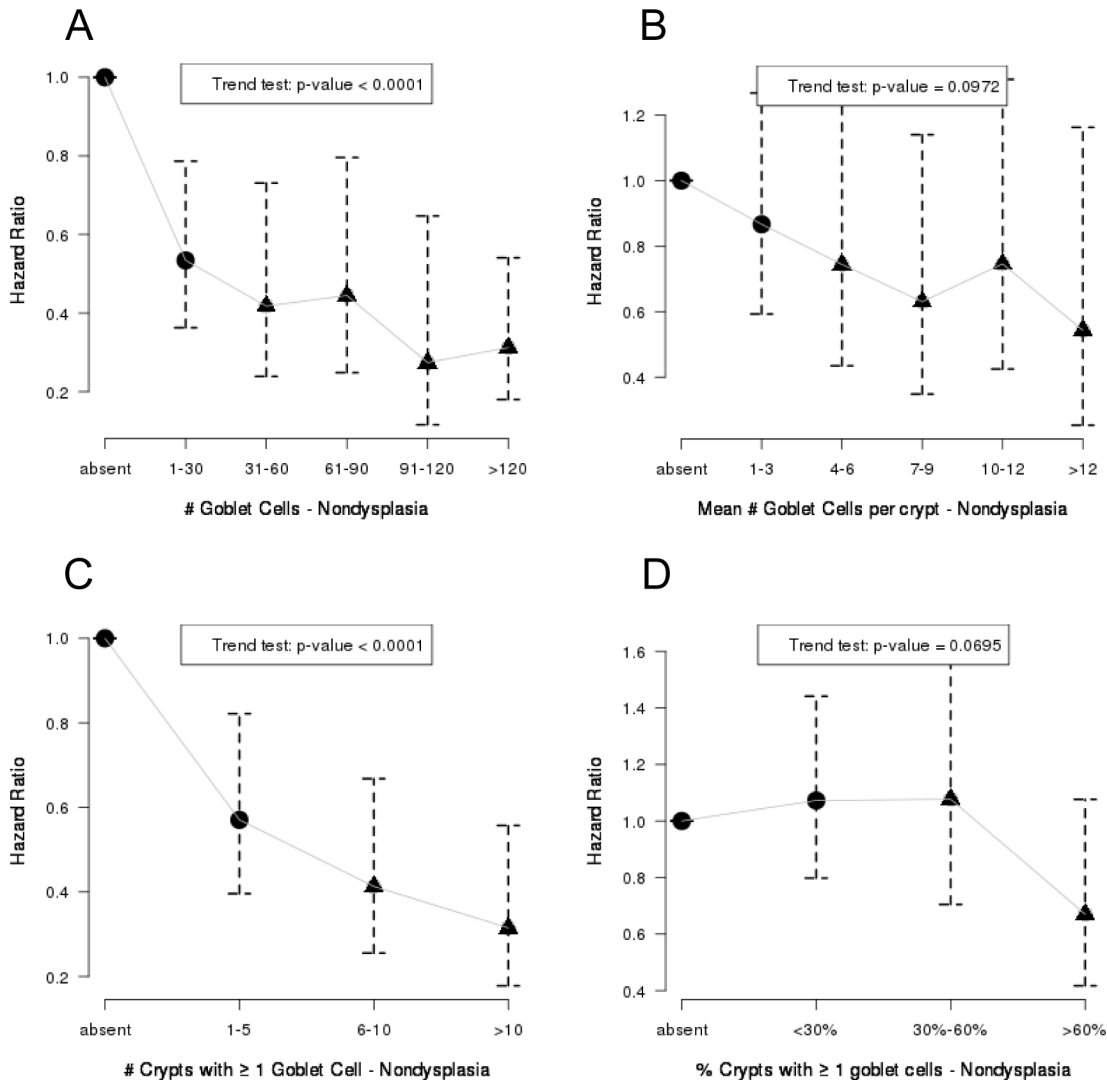 A
Trend test: p-value < 0.0001
1.0
0.8
0.6
0.4
0.2
Hazard Ratio
absent 1-30 31-60 61-90 91-120 >120
# Goblet Cells - Nondysplasia
B
Trend test: p-value = 0.0972
1.2
1.0
0.8
0.6
0.4
Hazard Ratio
absent 1-3 4-6 7-9 10-12 >12
Mean # Goblet Cells per crypt - Nondysplasia
C
Trend test: p-value < 0.0001
1.0
0.8
0.6
0.4
0.2
Hazard Ratio
absent 1-5 6-10 >10
# Crypts with ≥ 1 Goblet Cell - Nondysplasia
D
Trend test: p-value = 0.0695
1.6
1.4
1.2
1.0
0.8
0.6
0.4
Hazard Ratio
absent <30% 30%-60% >60%
% Crypts with ≥ 1 goblet cells - Nondysplasia